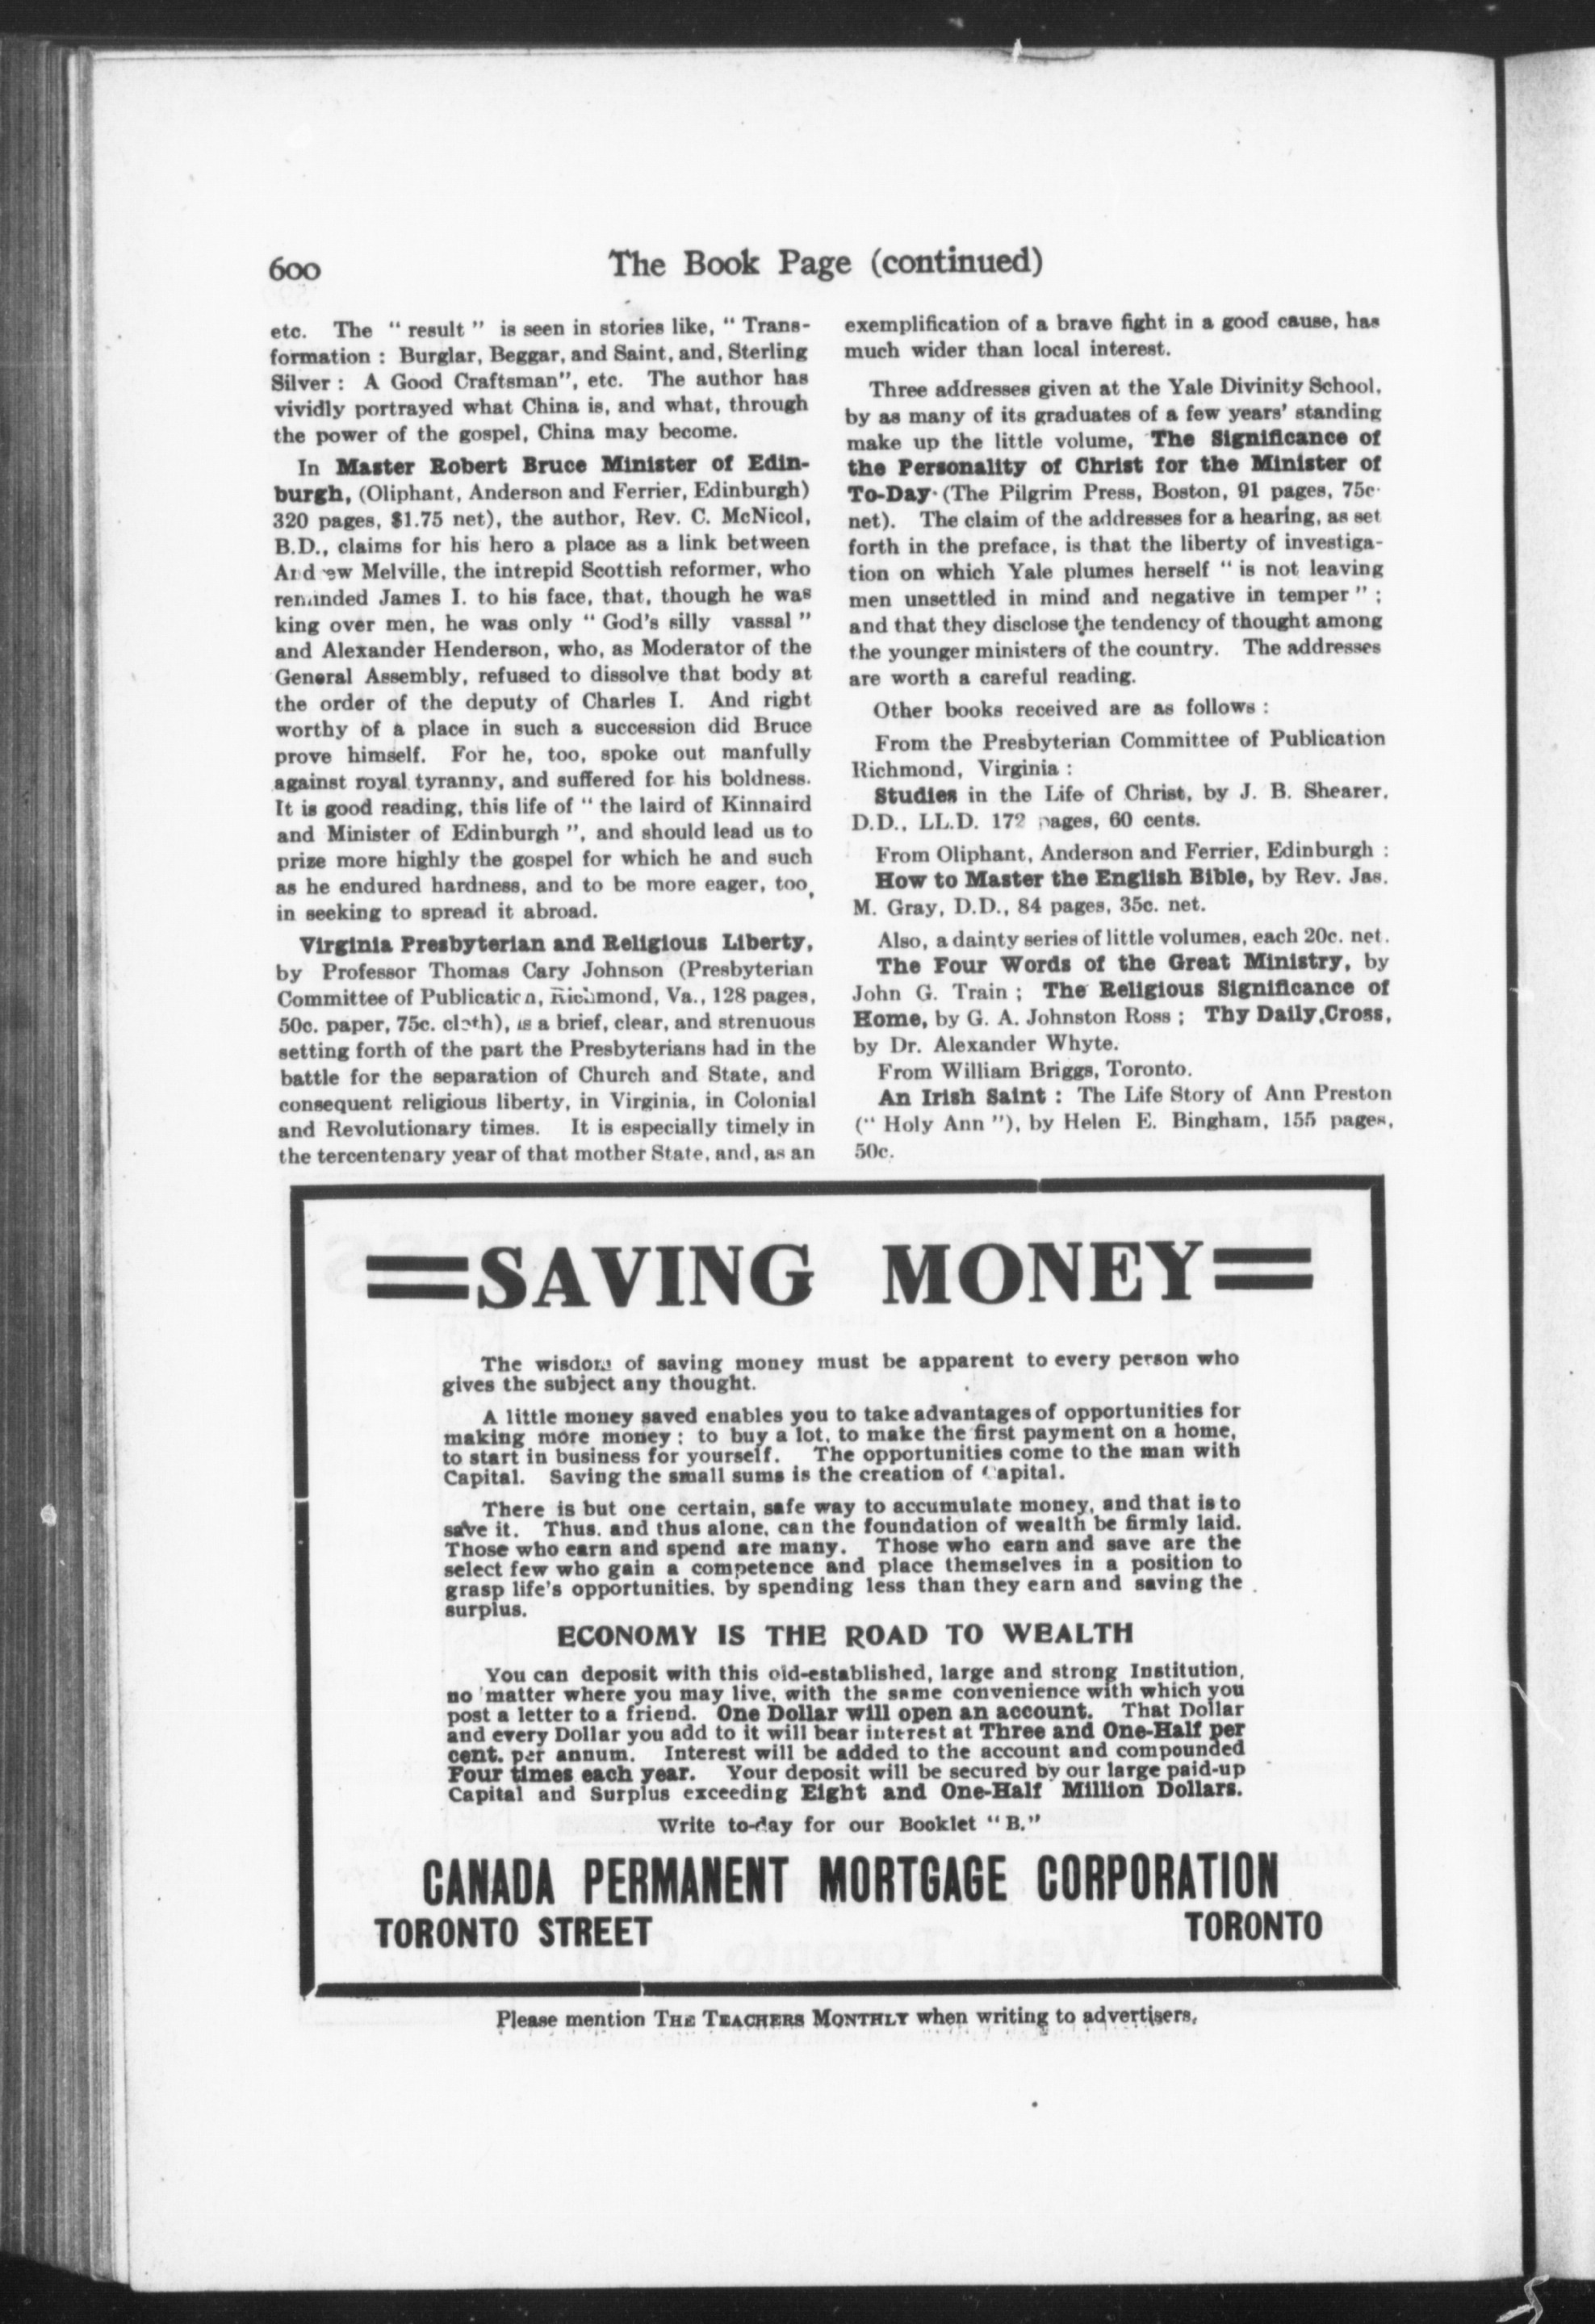 600
The Book Page (continued)
etc. The " result " is seen in stories like, " Trans-
formation : Burglar, Beggar, and Saint, and, Sterling
Silver : A Good Craftsman", etc. The author has
vividly portrayed what China is, and what, through
the power of the gospel, China may become.
In Master Robert Bruce Minister of Edin-
burgh, (Oliphant, Anderson and Ferrier, Edinburgh)
320 pages, $1.75 net), the author, Rev. C. McNicol,
B.D., claims for his hero a place as a link between
And ew Melville, the intrepid Scottish reformer, who
reminded James I. to his face, that, though he was
king over men, he was only " God's silly vassal "
and Alexander Henderson, who, as Moderator of the
General Assembly, refused to dissolve that body at
the order of the deputy of Charles I. And right
worthy of a place in such a succession did Bruce
prove himself. For he, too, spoke out manfully
against royal tyranny, and suffered for his boldness.
It is good reading, this life of " the laird of Kinnaird
and Minister of Edinburgh ", and should lead us to
prize more highly the gospel for which he and such
as he endured hardness, and to be more eager, too,
in seeking to spread it abroad.
Virginia Presbyterian and Religious Liberty,
by Professor Thomas Cary Johnson (Presbyterian
Committee of Publication, Richmond, Va., 128 pages,
50c. paper, 75c. cloth), is a brief, clear, and strenuous
setting forth of the part the Presbyterians had in the
battle for the separation of Church and State, and
consequent religious liberty, in Virginia, in Colonial
and Revolutionary times. It is especially timely in
the tercentenary year of that mother State, and, as an
exemplification of a brave fight in a good cause, has
much wider than local interest.
Three addresses given at the Yale Divinity School,
by as many of its graduates of a few years' standing
make up the little volume, The Significance of
the Personality of Christ for the Minister of
To-Day (The Pilgrim Press, Boston, 91 pages, 75c.
net). The claim of the addresses for a hearing, as set
forth in the preface, is that the liberty of investiga-
tion on which Yale plumes herself " is not leaving
men unsettled in mind and negative in temper " ;
and that they disclose the tendency of thought among
the younger ministers of the country. The addresses
are worth a careful reading.
Other books received are as follows :
From the Presbyterian Committee of Publication
Richmond, Virginia :
Studies in the Life of Christ, by J. B. Shearer,
D.D., LL.D. 172 pages, 60 cents.
From Oliphant, Anderson and Ferrier, Edinburgh :
How to Master the English Bible, by Rev. Jas.
M. Gray, D.D., 84 pages, 35c. net.
Also, a dainty series of little volumes, each 20c. net.
The Four Words of the Great Ministry, by
John G. Train ; The Religious Significance of
Home, by G. A. Johnston Ross ; Thy Daily Cross,
by Dr. Alexander Whyte.
From William Briggs, Toronto.
An Irish Saint : The Life Story of Ann Preston
(" Holy Ann "), by Helen E. Bingham, 155 pages,
50c.
SAVING MONEY
The wisdom of saving money must be apparent to every person who
gives the subject any thought.
A little money saved enables you to take advantages of opportunities for
making more money ; to buy a lot, to make the first payment on a home,
to start in business for yourself. The opportunities come to the man with
Capital. Saving the small sums is the creation of Capital.
There is but one certain, safe way to accumulate money, and that is to
save it. Thus, and thus alone, can the foundation of wealth be firmly laid.
Those who earn and spend are many. Those who earn and save are the
select few who gain a competence and place themselves in a position to
grasp life's opportunities, by spending less than they earn and saving the
surplus.
ECONOMY IS THE ROAD TO WEALTH
You can deposit with this old-established, large and strong Institution,
no matter where you may live, with the same convenience with which you
post a letter to a friend. One Dollar will open an account. That Dollar
and every Dollar you add to it will bear interest at Three and One-Half per
cent. per annum. Interest will be added to the account and compounded
Four times each year. Your deposit will be secured by our large paid-up
Capital and Surplus exceeding Eight and One-Half Million Dollars.
Write to-day for our Booklet "B."
CANADA PERMANENT MORTGAGE CORPORATION
TORONTO STREET TORONTO
Please mention THE TEACHERS MONTHLY when writing to advertisers,